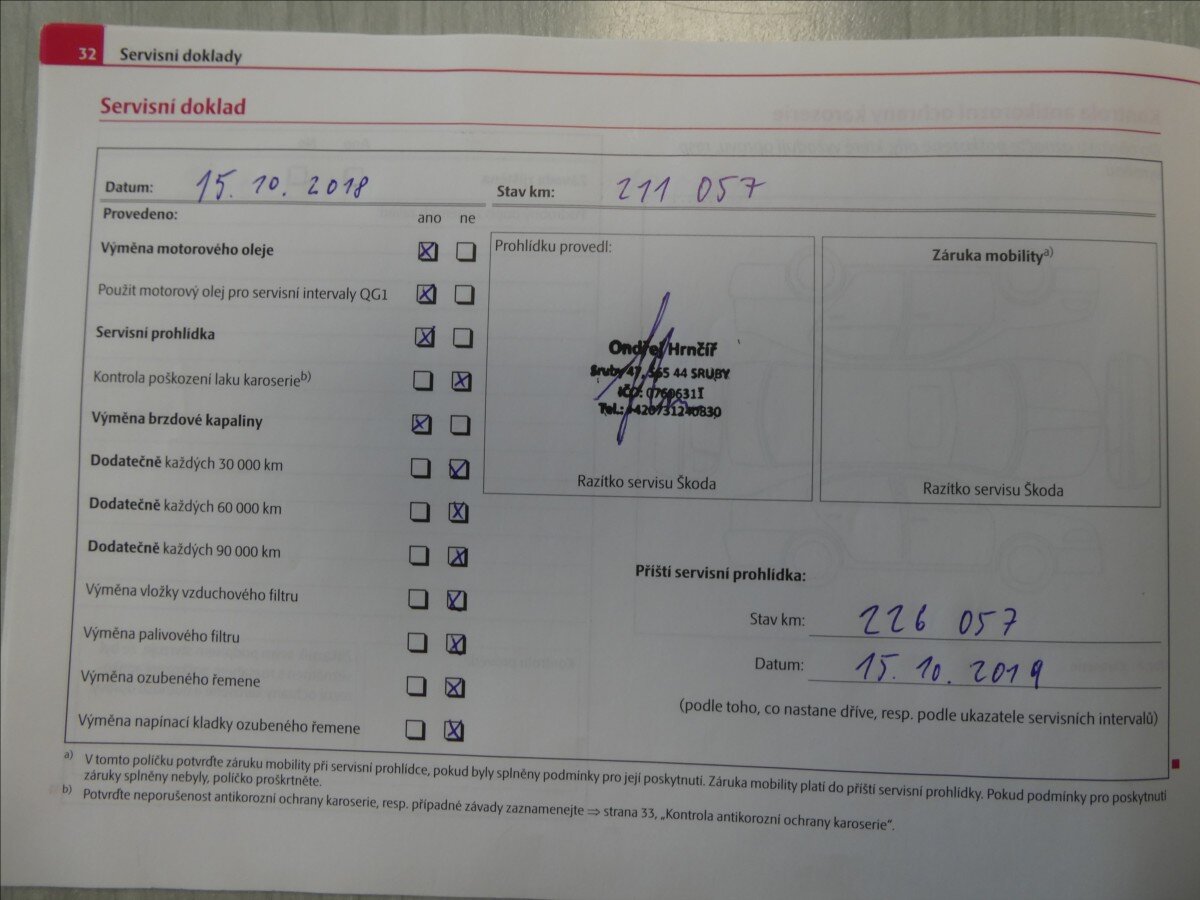 32 Servisní doklady
Servisní doklad
Datum: 15. 10. 2018
Stav km: 211 057
Provedeno: ano ne
Výměna motorového oleje
Použit motorový olej pro servisní intervaly QG1
Servisní prohlídka
Kontrola poškození laku karoserie b)
Výměna brzdové kapaliny
Dodatečně každých 30 000 km
Dodatečně každých 60 000 km
Dodatečně každých 90 000 km
Výměna vložky vzduchového filtru
Výměna palivového filtru
Výměna ozubeného řemene
Výměna napínací kladky ozubeného řemene
Prohlídku provedl:
Ondřej Hrnčíř
Sruby 47, 565 44 SRUBY
IČO:
Tel.:
Razítko servisu Škoda
Záruka mobility a)
Razítko servisu Škoda
Příští servisní prohlídka:
Stav km: 226 057
Datum: 15. 10. 2019
(podle toho, co nastane dříve, resp. podle ukazatele servisních intervalů)
a) V tomto políčku potvrďte záruku mobility při servisní prohlídce, pokud byly splněny podmínky pro její poskytnutí. Záruka mobility platí do příští servisní prohlídky. Pokud podmínky pro poskytnutí
záruky splněny nebyly, políčko proškrtněte.
b) Potvrďte neporušenost antikorozní ochrany karoserie, resp. případné závady zaznamenejte ⇒ strana 33, „Kontrola antikorozní ochrany karoserie“.